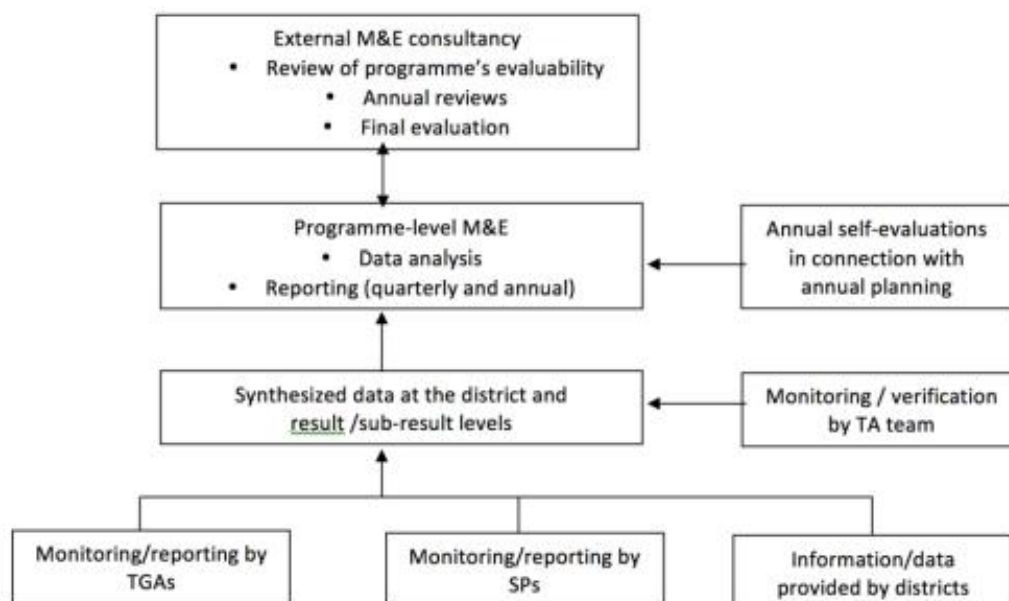 External M&E consultancy
• Review of programme's evaluability
• Annual reviews
• Final evaluation
Programme-level M&E
• Data analysis
• Reporting (quarterly and annual)
Annual self-evaluations
in connection with
annual planning
Synthesized data at the district and
result /sub-result levels
Monitoring / verification
by TA team
Monitoring/reporting by
TGAs
Monitoring/reporting by
SPs
Information/data
provided by districts